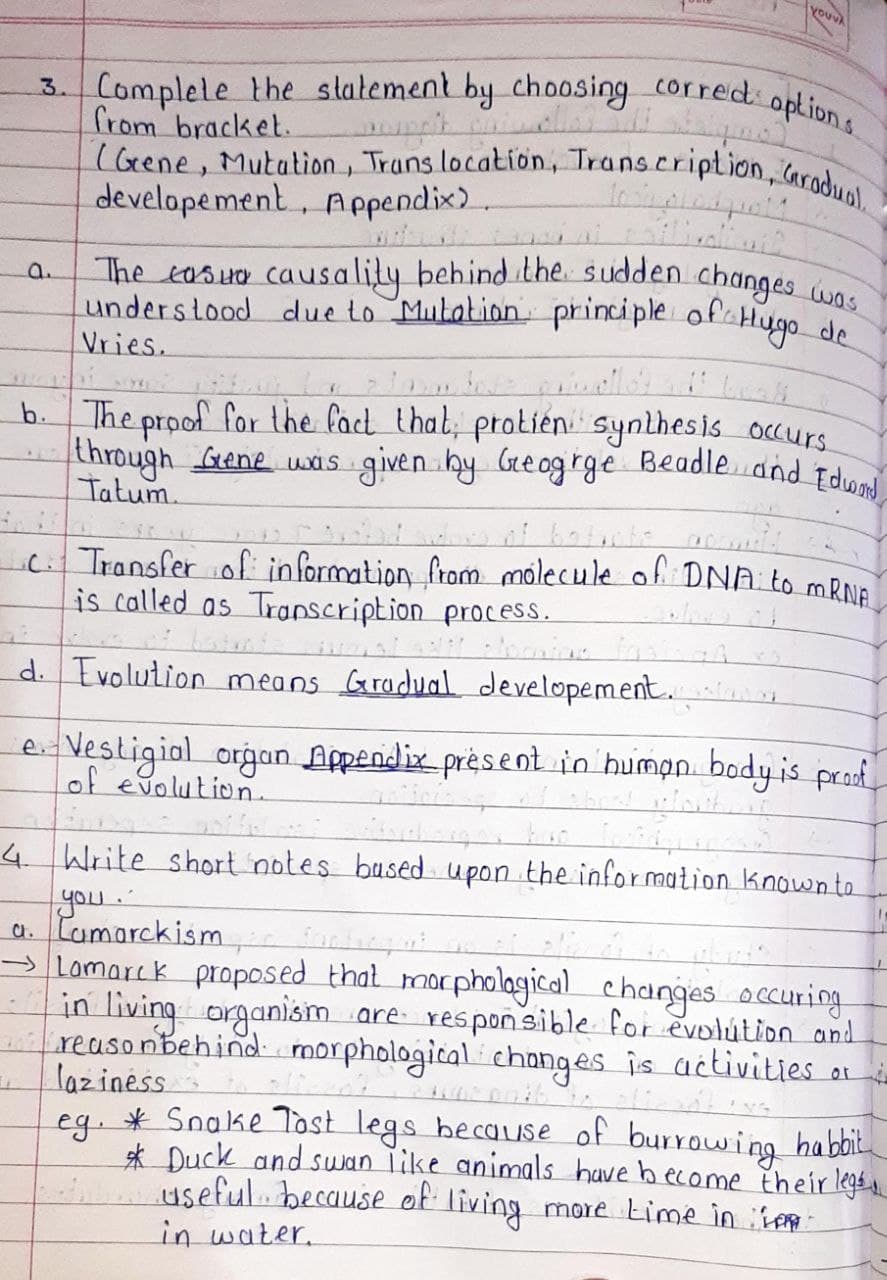 YOUVA
3. Complete the statement by choosing correct options
from bracket.
(Gene, Mutation, Translocation, Transcription, Gradual
developement, Appendix).
a. The causality behind the sudden changes was
understood due to Mutation principle of Hugo de
Vries.
b. The proof for the fact that, protien synthesis occurs
through Gene was given by Geogrge Beadle and Edward
Tatum.
c. Transfer of information from molecule of DNA to mRNA
is called as Transcription process.
d. Evolution means Gradual developement.
e. Vestigial organ Appendix present in human body is proof
of evolution.
4. Write short notes based upon the information known to
you.
a. Lamarckism
→ Lamarck proposed that morphological changes occuring
in living organism are responsible for evolution and
reason behind morphological changes is activities or
laziness
eg. * Snake lost legs because of burrowing habbit
* Duck and swan like animals have become their legs
useful because of living more time in
in water.